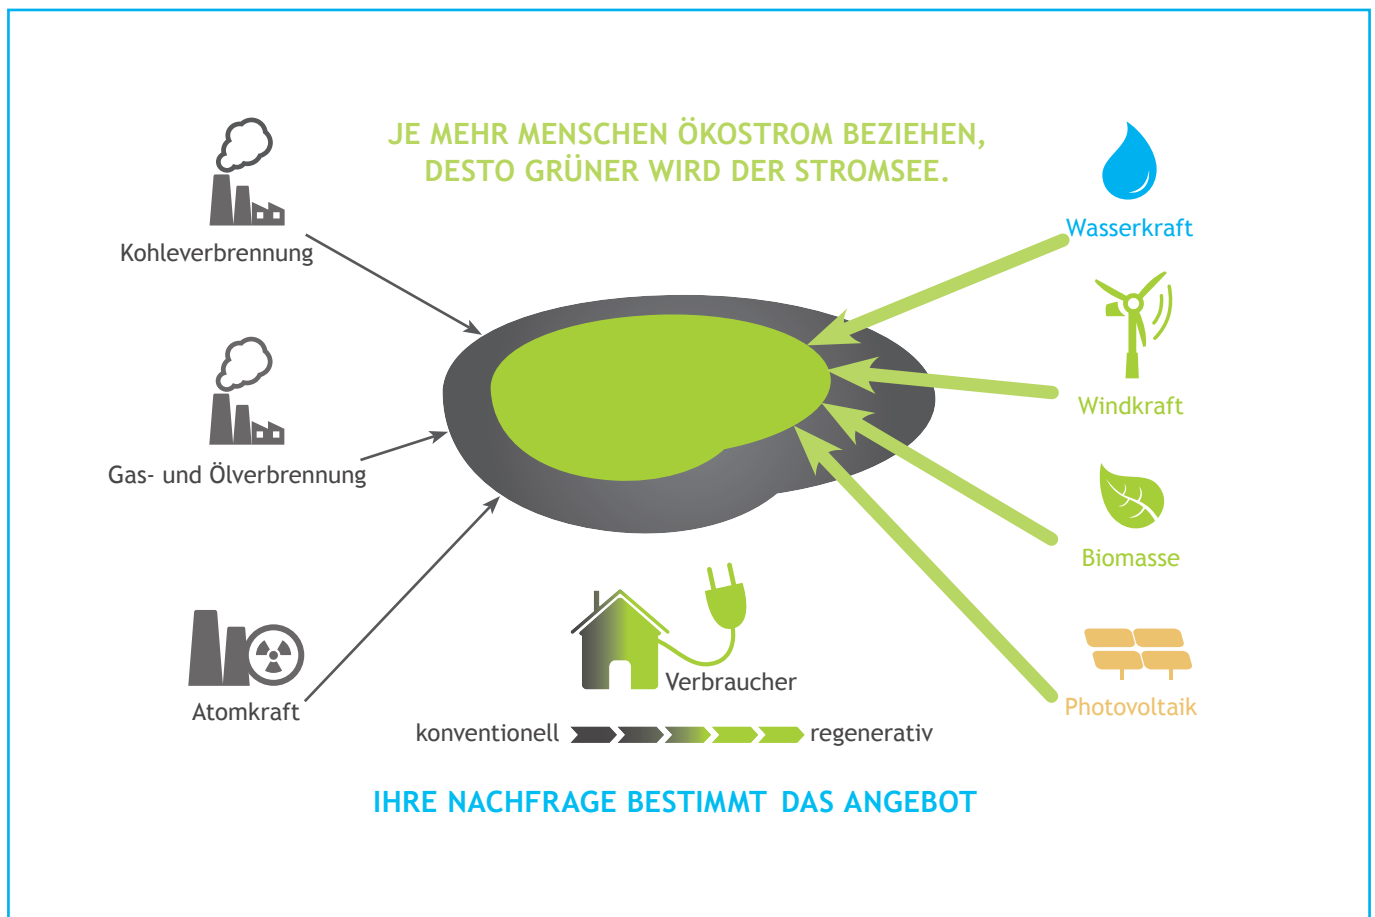 JE MEHR MENSCHEN ÖKOSTROM BEZIEHEN,
DESTO GRÜNER WIRD DER STROMSEE.
Kohleverbrennung
Gas- und Ölverbrennung
Atomkraft
Wasserkraft
Windkraft
Biomasse
Photovoltaik
Verbraucher
konventionell
regenerativ
IHRE NACHFRAGE BESTIMMT DAS ANGEBOT